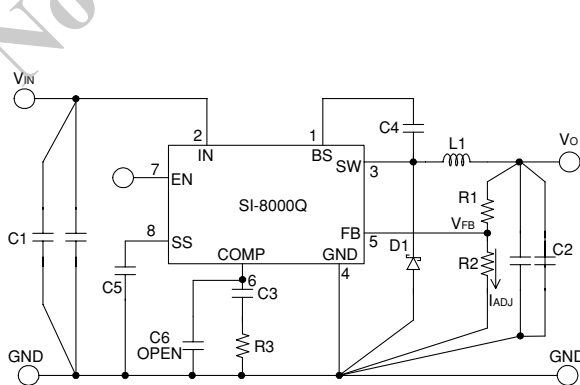 No
VIN
2
IN
1
BS
C4
SW
3
L1
VO
7
EN
SI-8000Q
R1
FB
5
VFB
C1
8
SS
COMP
GND
4
D1
R2
C2
IADJ
C5
6
C3
C6
OPEN
R3
GND
GND